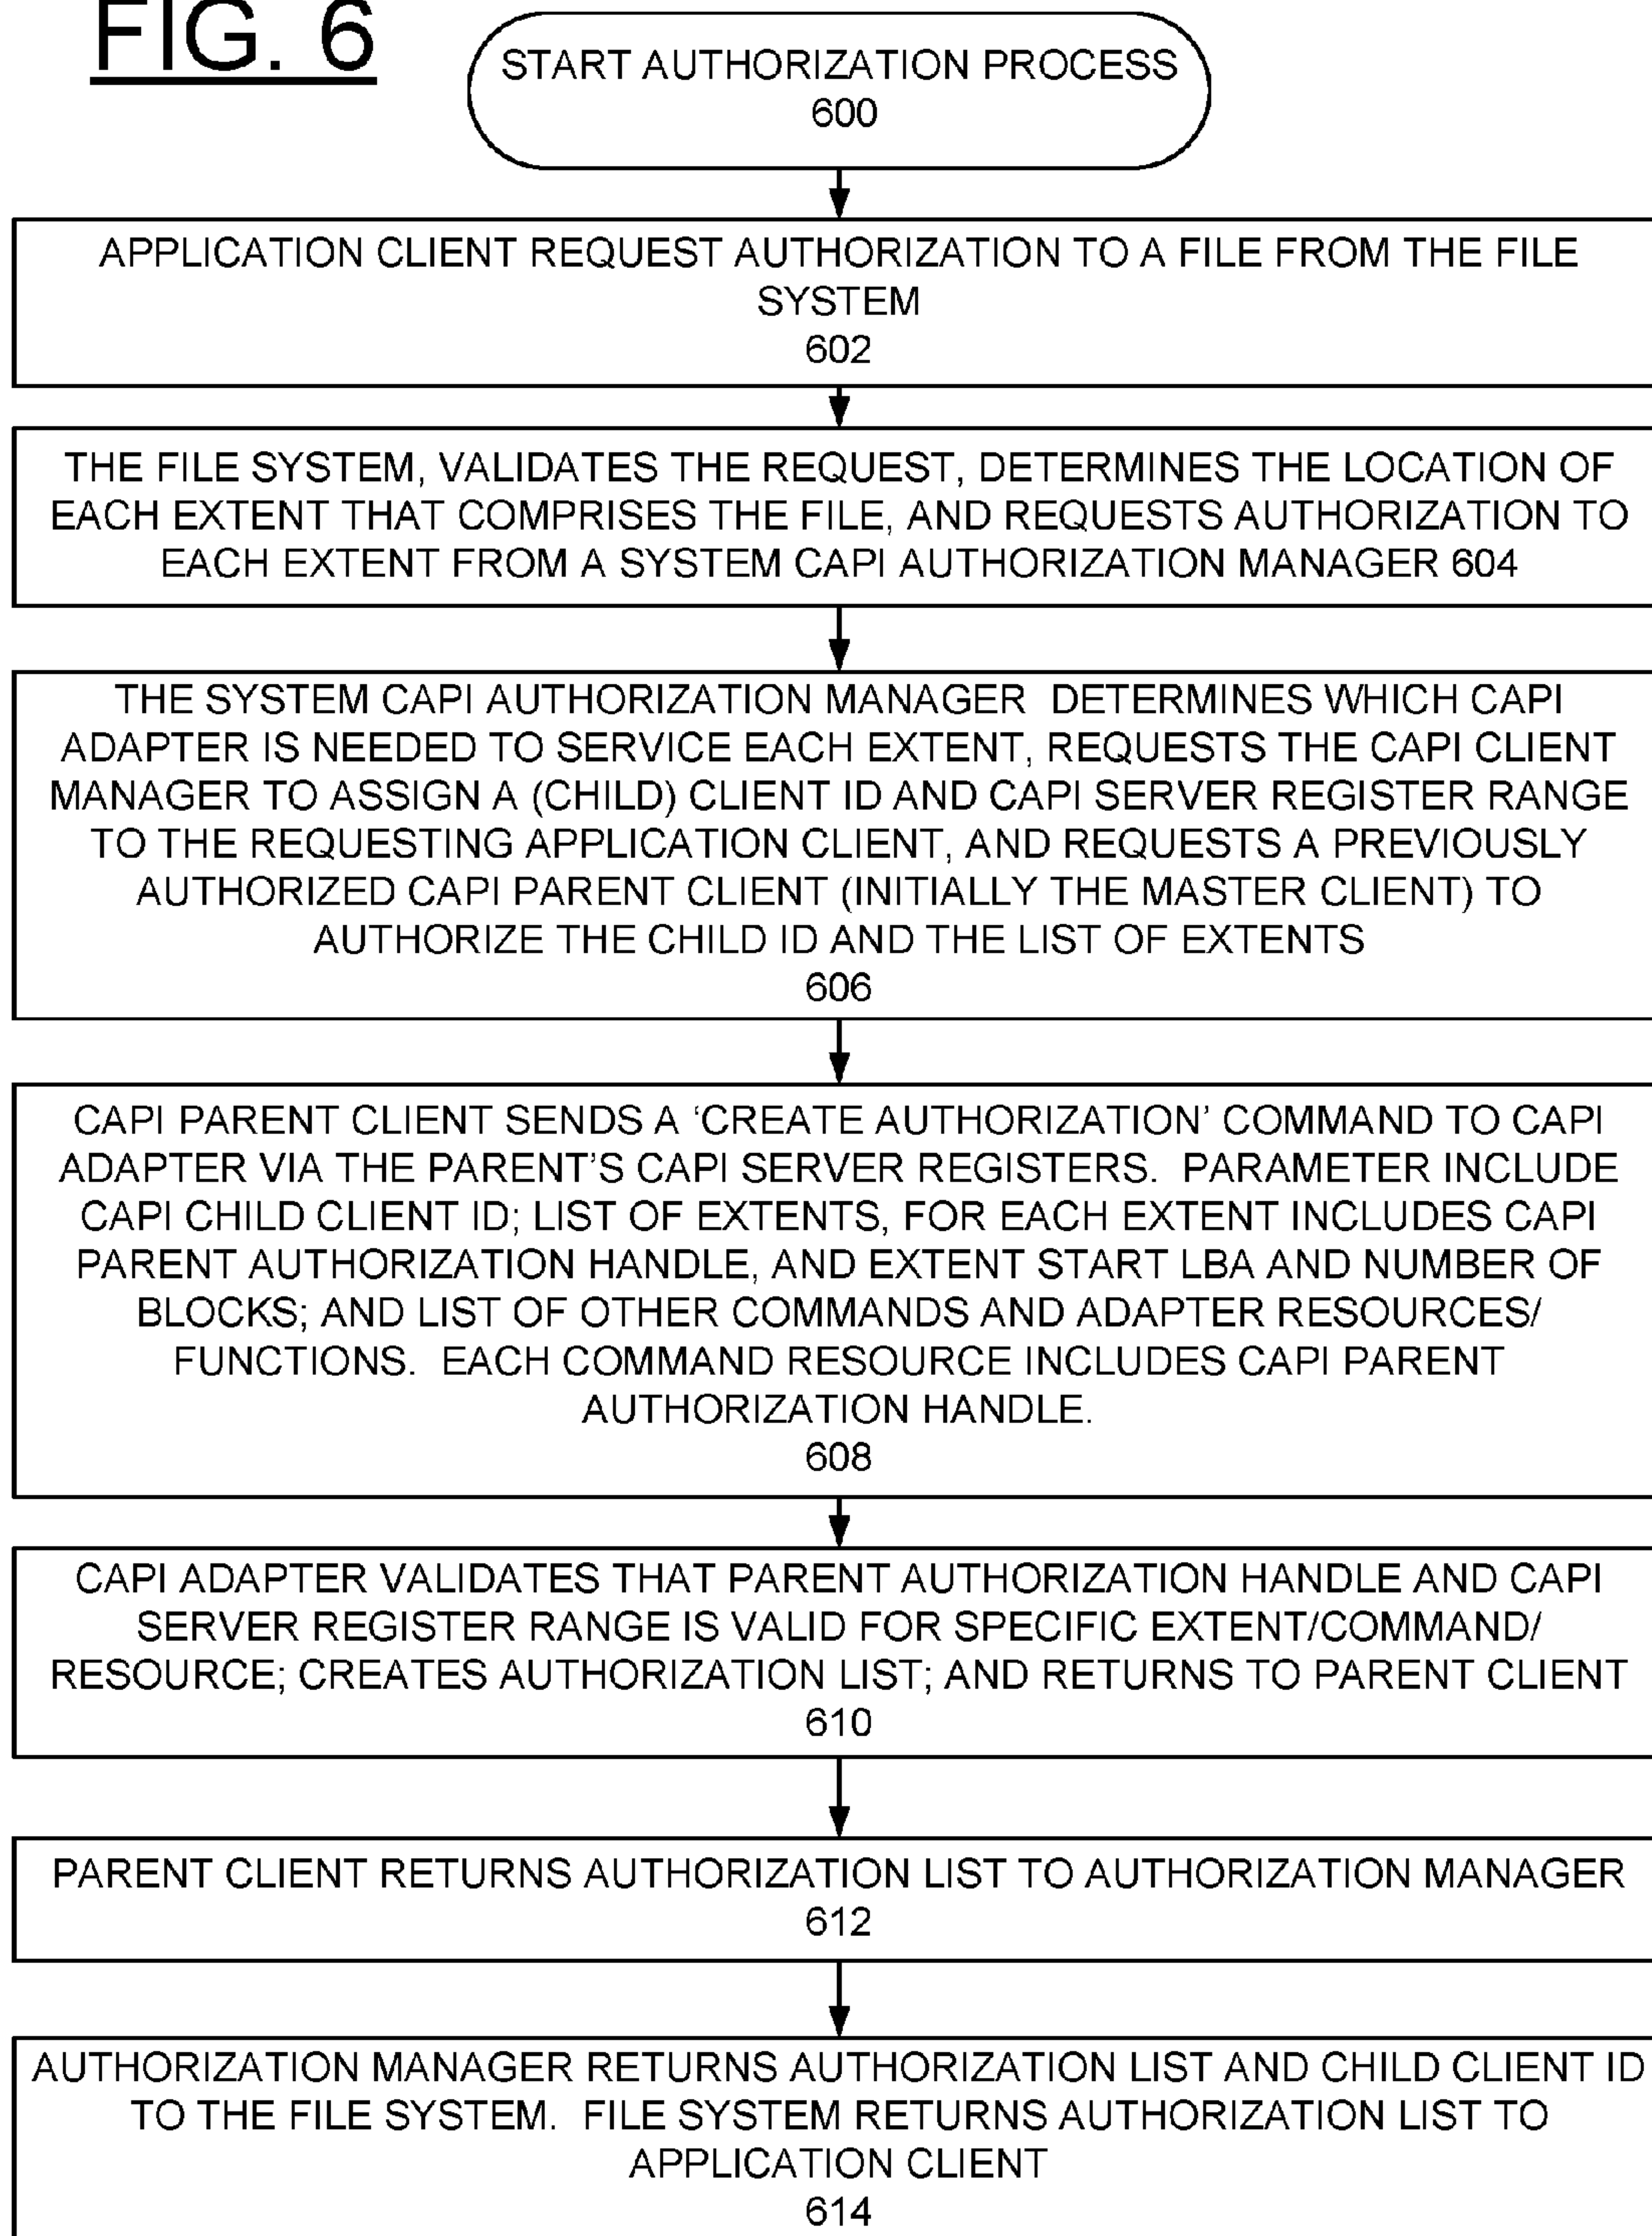 FIG. 6
START AUTHORIZATION PROCESS
600
APPLICATION CLIENT REQUEST AUTHORIZATION TO A FILE FROM THE FILE
SYSTEM
602
THE FILE SYSTEM, VALIDATES THE REQUEST, DETERMINES THE LOCATION OF
EACH EXTENT THAT COMPRISES THE FILE, AND REQUESTS AUTHORIZATION TO
EACH EXTENT FROM A SYSTEM CAPI AUTHORIZATION MANAGER 604
THE SYSTEM CAPI AUTHORIZATION MANAGER DETERMINES WHICH CAPI
ADAPTER IS NEEDED TO SERVICE EACH EXTENT, REQUESTS THE CAPI CLIENT
MANAGER TO ASSIGN A (CHILD) CLIENT ID AND CAPI SERVER REGISTER RANGE
TO THE REQUESTING APPLICATION CLIENT, AND REQUESTS A PREVIOUSLY
AUTHORIZED CAPI PARENT CLIENT (INITIALLY THE MASTER CLIENT) TO
AUTHORIZE THE CHILD ID AND THE LIST OF EXTENTS
606
CAPI PARENT CLIENT SENDS A ‘CREATE AUTHORIZATION’ COMMAND TO CAPI
ADAPTER VIA THE PARENT’S CAPI SERVER REGISTERS. PARAMETER INCLUDE
CAPI CHILD CLIENT ID; LIST OF EXTENTS, FOR EACH EXTENT INCLUDES CAPI
PARENT AUTHORIZATION HANDLE, AND EXTENT START LBA AND NUMBER OF
BLOCKS; AND LIST OF OTHER COMMANDS AND ADAPTER RESOURCES/
FUNCTIONS. EACH COMMAND RESOURCE INCLUDES CAPI PARENT
AUTHORIZATION HANDLE.
608
CAPI ADAPTER VALIDATES THAT PARENT AUTHORIZATION HANDLE AND CAPI
SERVER REGISTER RANGE IS VALID FOR SPECIFIC EXTENT/COMMAND/
RESOURCE; CREATES AUTHORIZATION LIST; AND RETURNS TO PARENT CLIENT
610
PARENT CLIENT RETURNS AUTHORIZATION LIST TO AUTHORIZATION MANAGER
612
AUTHORIZATION MANAGER RETURNS AUTHORIZATION LIST AND CHILD CLIENT ID
TO THE FILE SYSTEM. FILE SYSTEM RETURNS AUTHORIZATION LIST TO
APPLICATION CLIENT
614